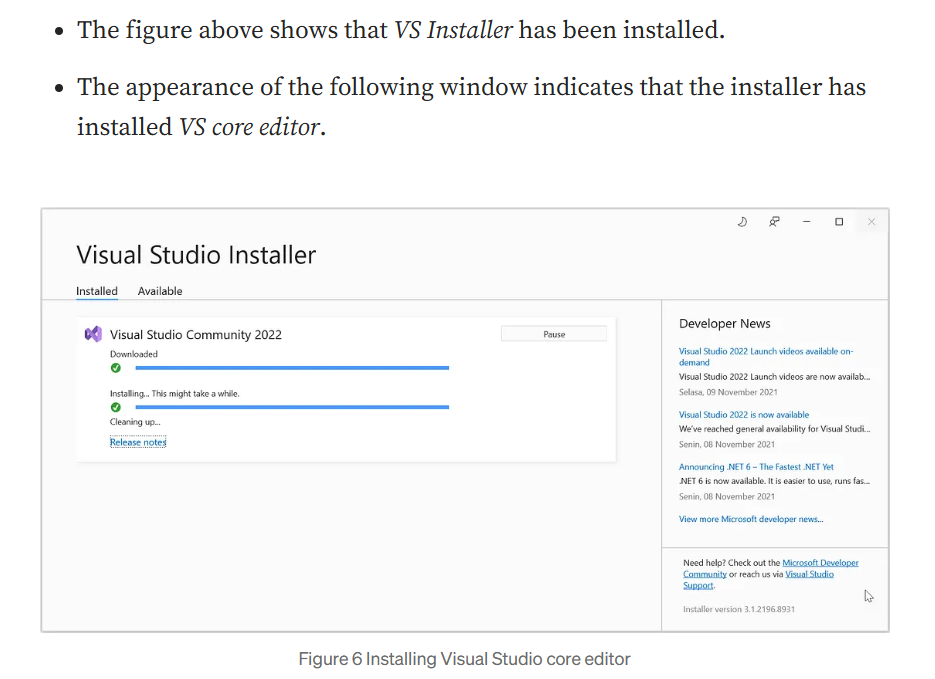 The figure above shows that VS Installer has been installed.
The appearance of the following window indicates that the installer has
installed VS core editor.
Visual Studio Installer
Installed Available
Visual Studio Community 2022
Pause
Downloaded
Installing... This might take a while.
Cleaning up...
Release notes
Developer News
Visual Studio 2022 Launch videos available on-
demand
Visual Studio 2022 Launch videos are now availab...
Selasa, 09 November 2021
Visual Studio 2022 is now available
We've reached general availability for Visual Studi...
Senin, 08 November 2021
Announcing .NET 6 – The Fastest .NET Yet
.NET 6 is now available. It is easier to use, runs fas...
Senin, 08 November 2021
View more Microsoft developer news...
Need help? Check out the Microsoft Developer
Community or reach us via Visual Studio
Support.
Installer version 3.1.2196.8931
Figure 6 Installing Visual Studio core editor